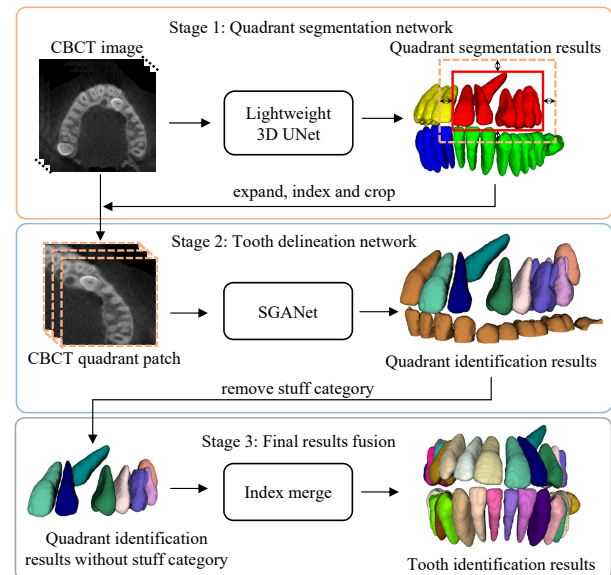 Stage 1: Quadrant segmentation network
CBCT image
Quadrant segmentation results
Lightweight
3D UNet
expand, index and crop
Stage 2: Tooth delineation network
SGANet
CBCT quadrant patch
Quadrant identification results
remove stuff category
Stage 3: Final results fusion
Index merge
Quadrant identification
results without stuff category
Tooth identification results